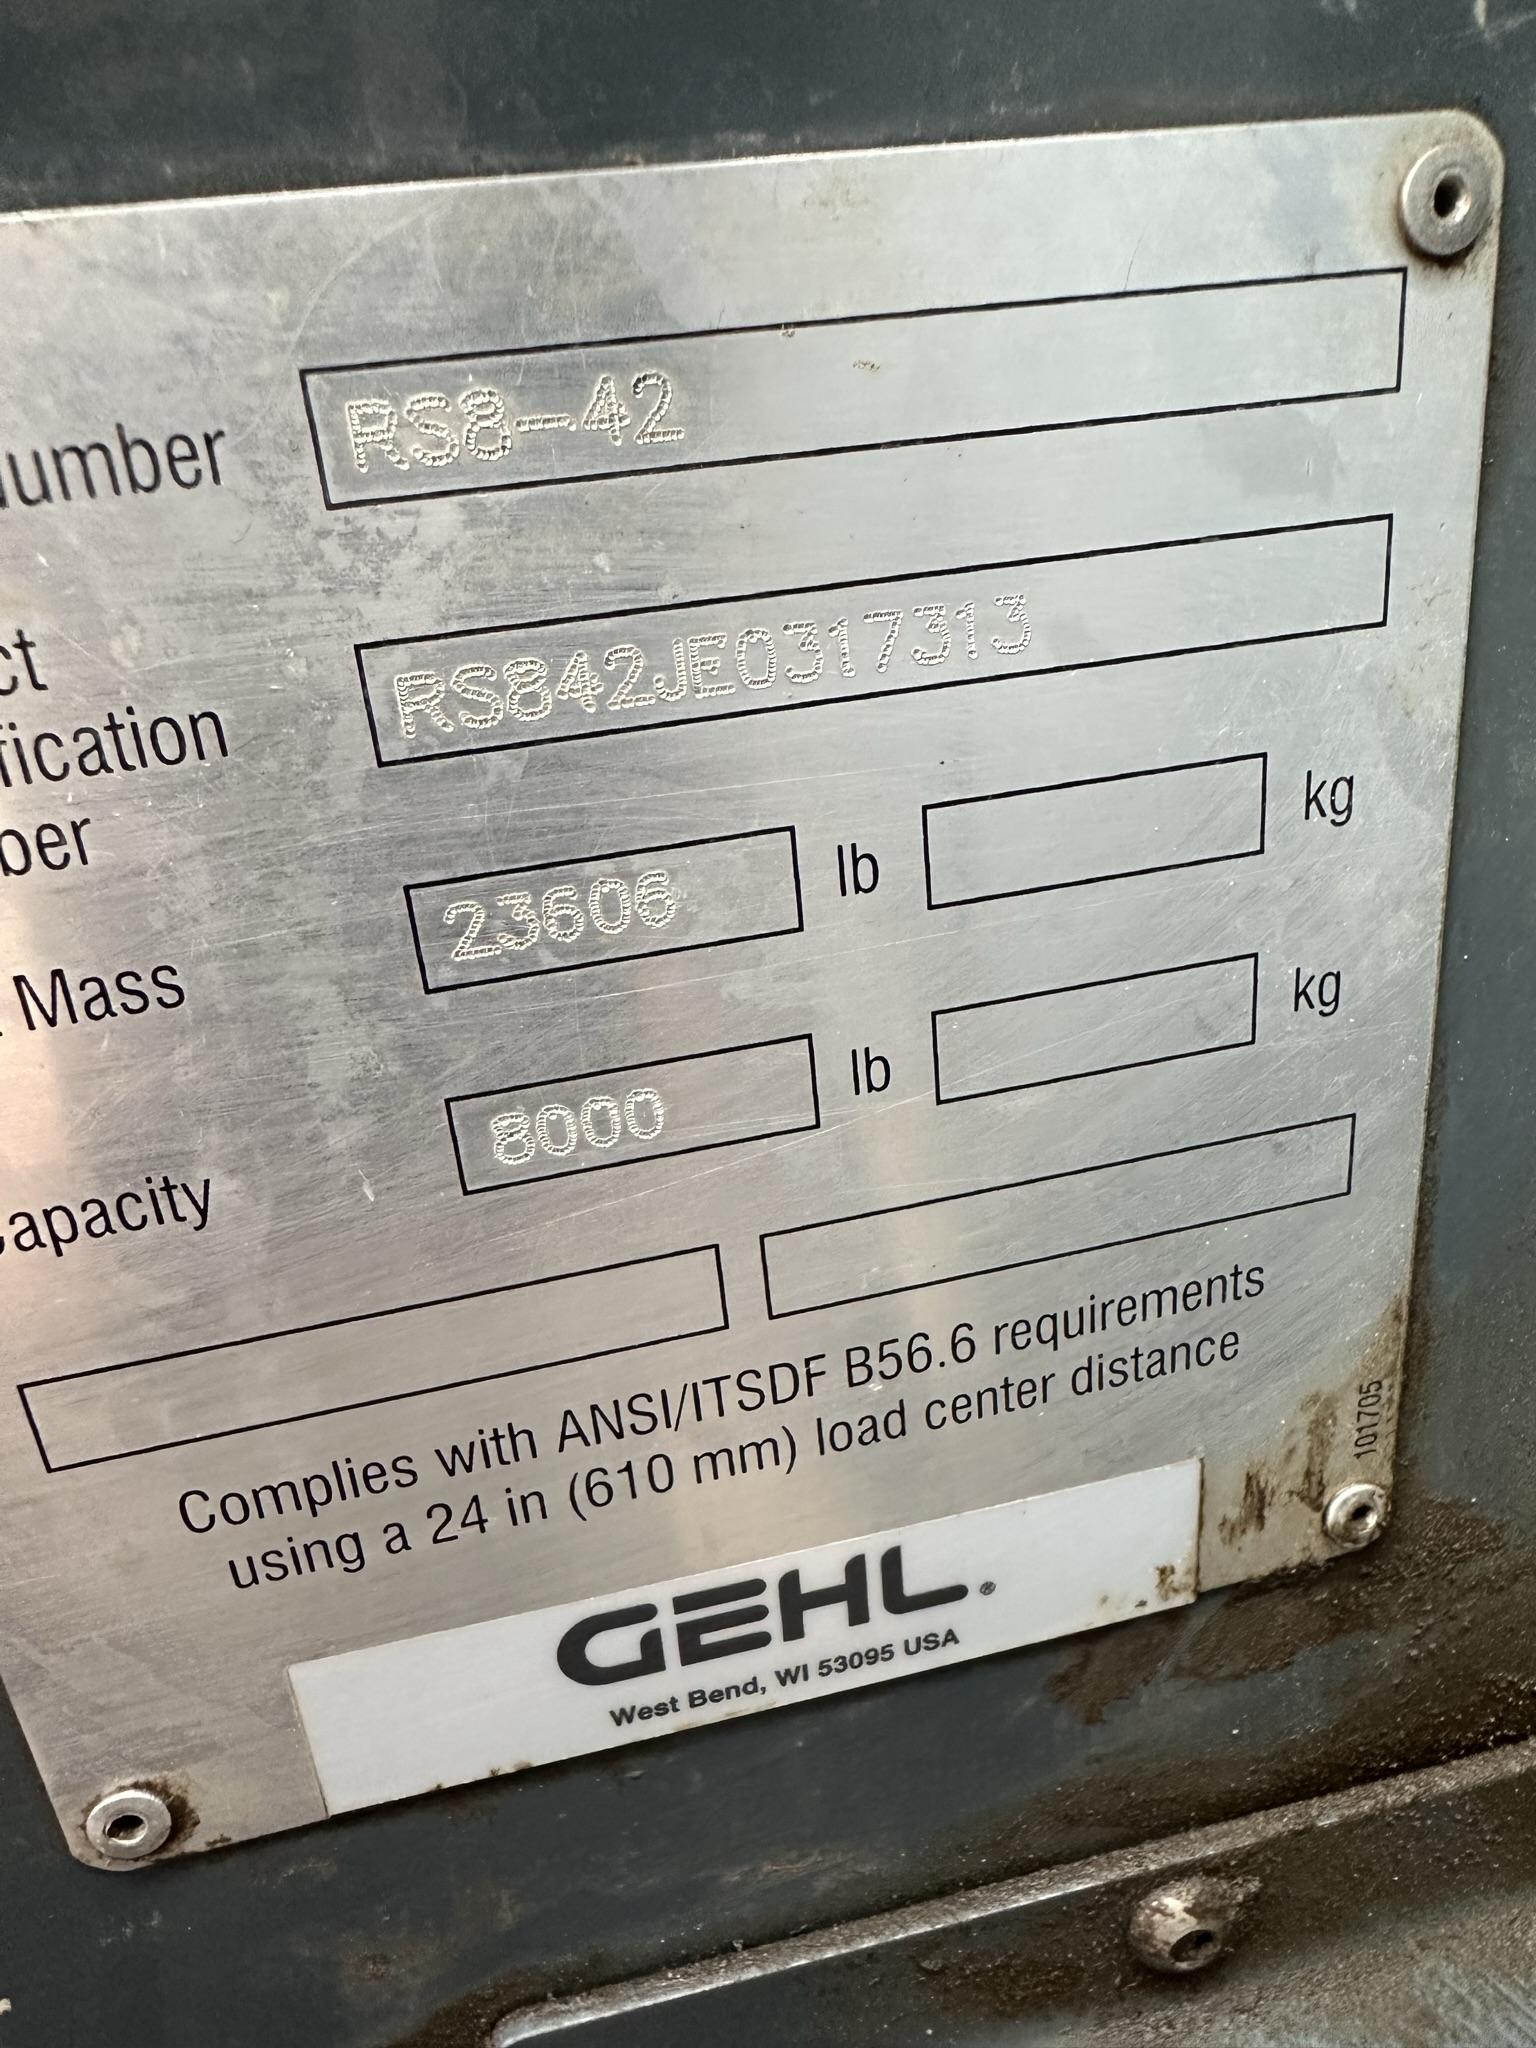 umber RS8-42
ct
fication RS842JE0317313
ber
Mass 23606 lb kg
apacity 8000 lb kg
Complies with ANSI/ITSDF B56.6 requirements
using a 24 in (610 mm) load center distance
101705
GEHL®
West Bend, WI 53095 USA